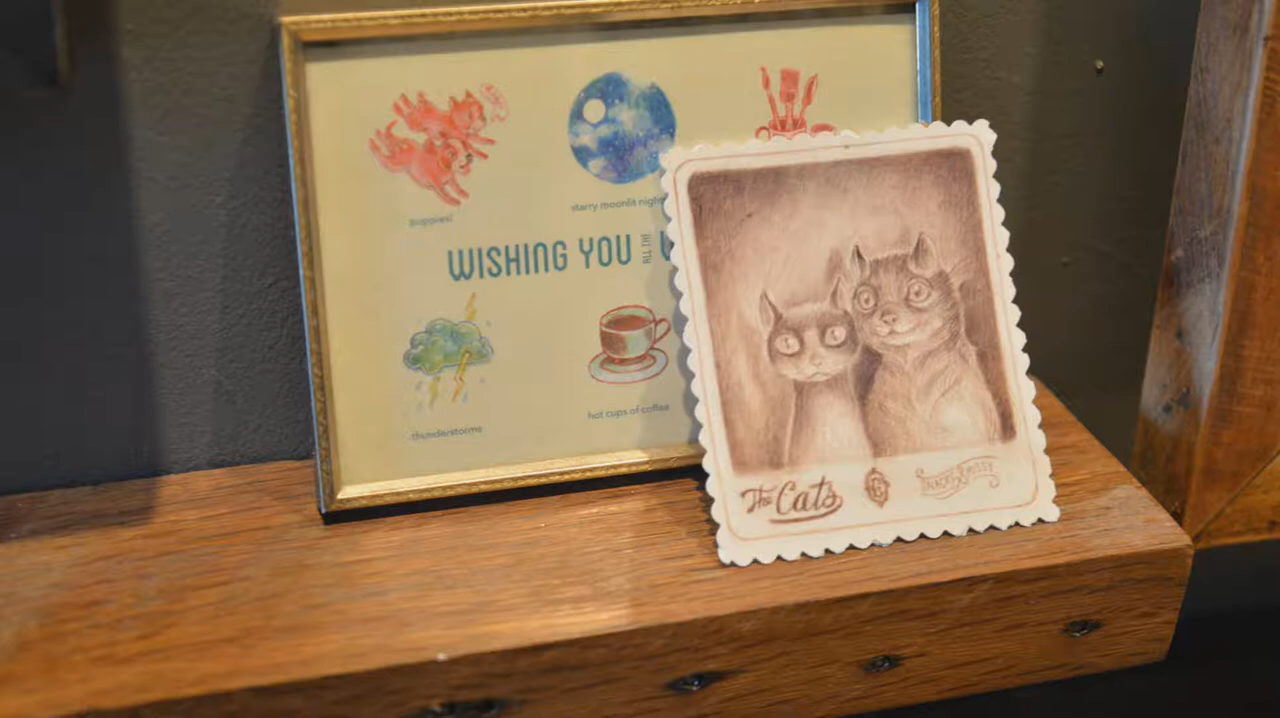 puppies!
starry moonlit night
WISHING YOU ALL THE
thunderstorms
hot cups of coffee
The Cats